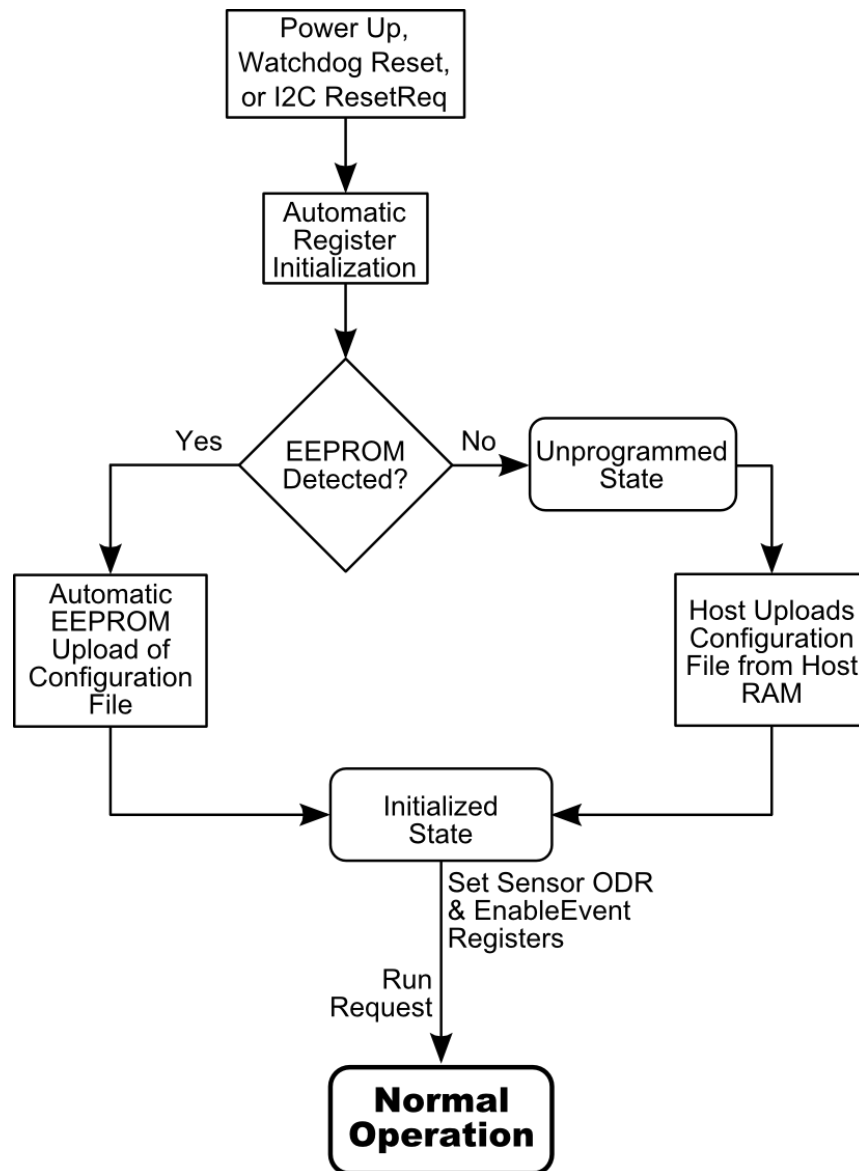 Power Up,
Watchdog Reset,
or I2C ResetReq
Automatic
Register
Initialization
Yes
EEPROM
Detected?
No
Unprogrammed
State
Automatic
EEPROM
Upload of
Configuration
File
Host Uploads
Configuration
File from Host
RAM
Initialized
State
Set Sensor ODR
& EnableEvent
Registers
Run
Request
Normal
Operation